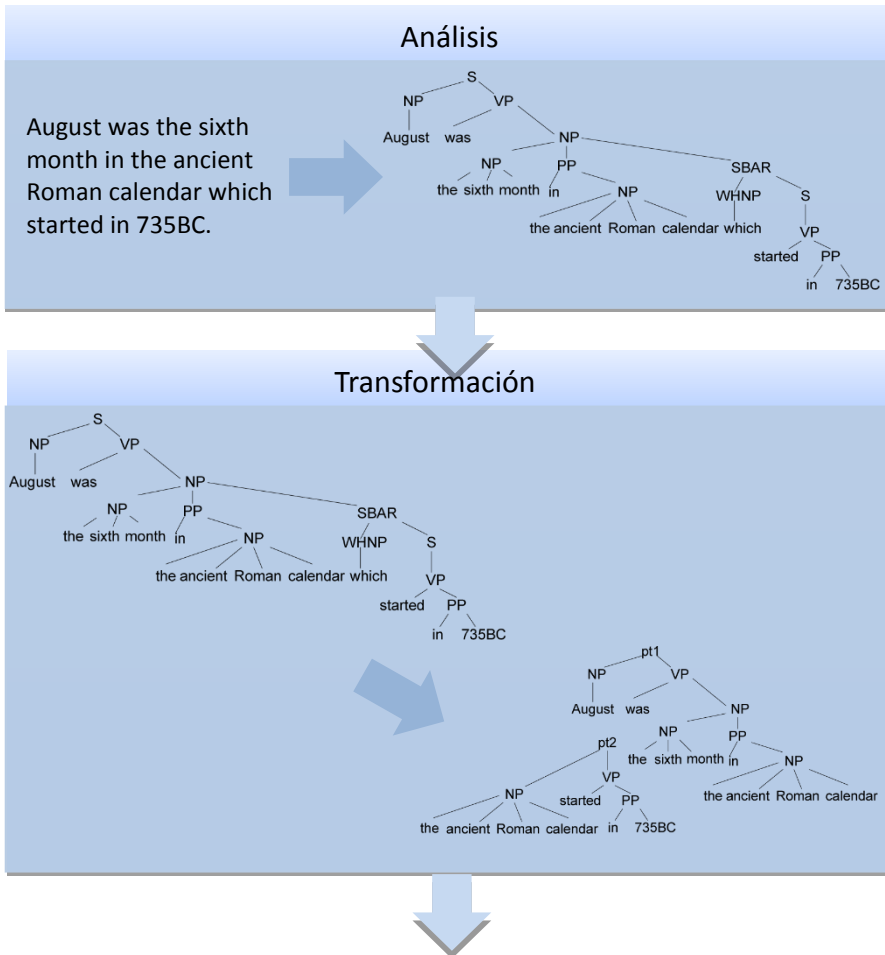 Análisis
August was the sixth
month in the ancient
Roman calendar which
started in 735BC.
S
NP VP
August was NP
NP PP SBAR
the sixth month in NP WHNP S
the ancient Roman calendar which VP
started PP
in 735BC
Transformación
S
NP VP
August was NP
NP PP SBAR
the sixth month in NP WHNP S
the ancient Roman calendar which VP
started PP
in 735BC
pt1
NP VP
August was NP
NP PP
the sixth month in NP
the ancient Roman calendar
pt2
NP VP
started PP
the ancient Roman calendar in 735BC